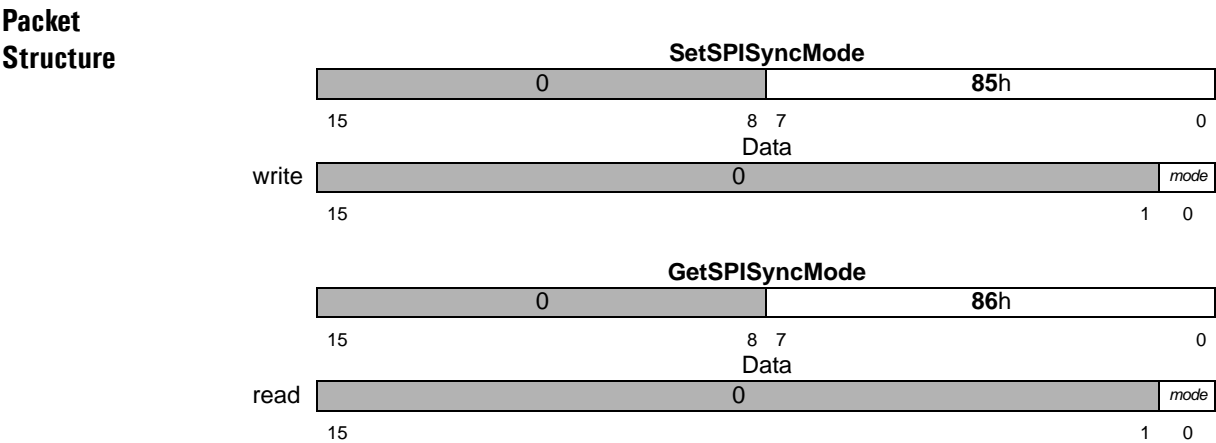 Packet
Structure
SetSPISyncMode
0 85h
15 8 7 0
Data
write 0 mode
15 1 0
GetSPISyncMode
0 86h
15 8 7 0
Data
read 0 mode
15 1 0